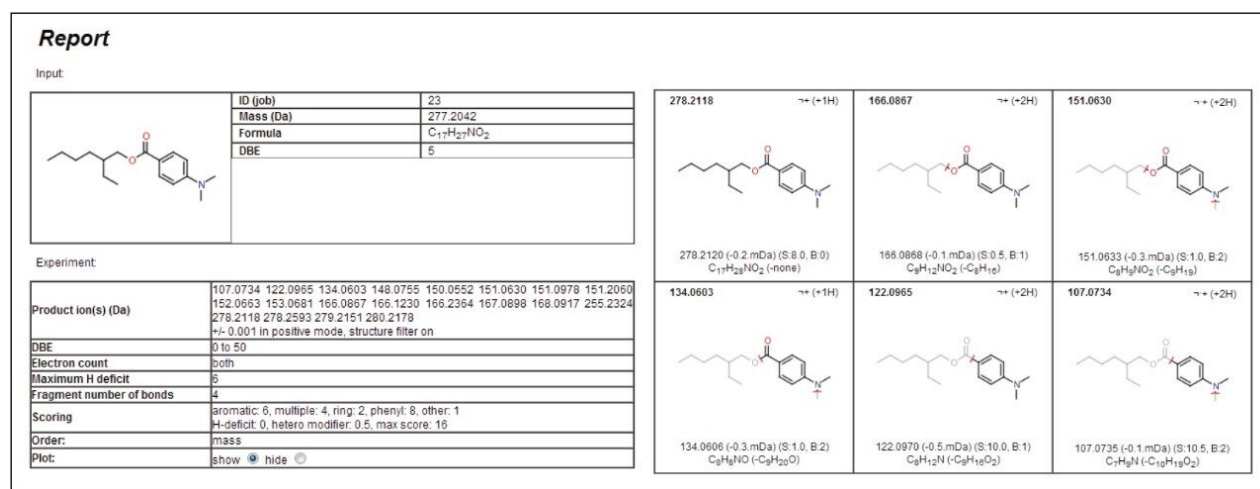 Report
Input:
ID (job) 23
Mass (Da) 277.2042
Formula C17H27NO2
DBE 5
O
O
N
Experiment:
Product ion(s) (Da)
107.0734 122.0965 134.0603 148.0755 150.0552 151.0630 151.0978 151.2060
152.0663 153.0681 166.0867 166.1230 166.2364 167.0898 168.0917 255.2324
278.2118 278.2593 279.2151 280.2178
+/- 0.001 in positive mode, structure filter on
DBE 0 to 50
Electron count both
Maximum H deficit 6
Fragment number of bonds 4
Scoring
aromatic: 6, multiple: 4, ring: 2, phenyl: 8, other: 1
H-deficit: 0, hetero modifier: 0.5, max score: 16
Order: mass
Plot: show hide
278.2118 ¬+ (+1H)
O
O
N
278.2120 (-0.2.mDa) (S:8.0, B:0)
C17H28NO2 (-none)
166.0867 ¬+ (+2H)
O
O
N
166.0868 (-0.1.mDa) (S:0.5, B:1)
C9H12NO2 (-C8H16)
151.0630 ¬·+ (+2H)
O
O
N
151.0633 (-0.3.mDa) (S:1.0, B:2)
C8H9NO2 (-C9H19)
134.0603 ¬+ (+1H)
O
O
N
134.0606 (-0.3.mDa) (S:1.0, B:2)
C8H8NO (-C9H20O)
122.0965 ¬+ (+2H)
O
O
N
122.0970 (-0.5.mDa) (S:10.0, B:1)
C8H12N (-C9H16O2)
107.0734 ¬·+ (+2H)
O
O
N
107.0735 (-0.1.mDa) (S:10.5, B:2)
C7H9N (-C10H19O2)